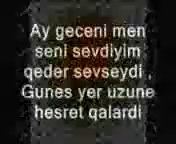 Ay geceni men
seni sevdiyim
qeder sevseydi ,
Gunes yer uzune
hesret qalardi